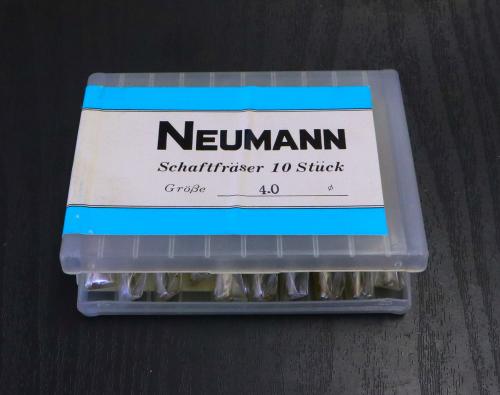 NEUMANN
Schaftfräser 10 Stück
Größe 4.0 ø